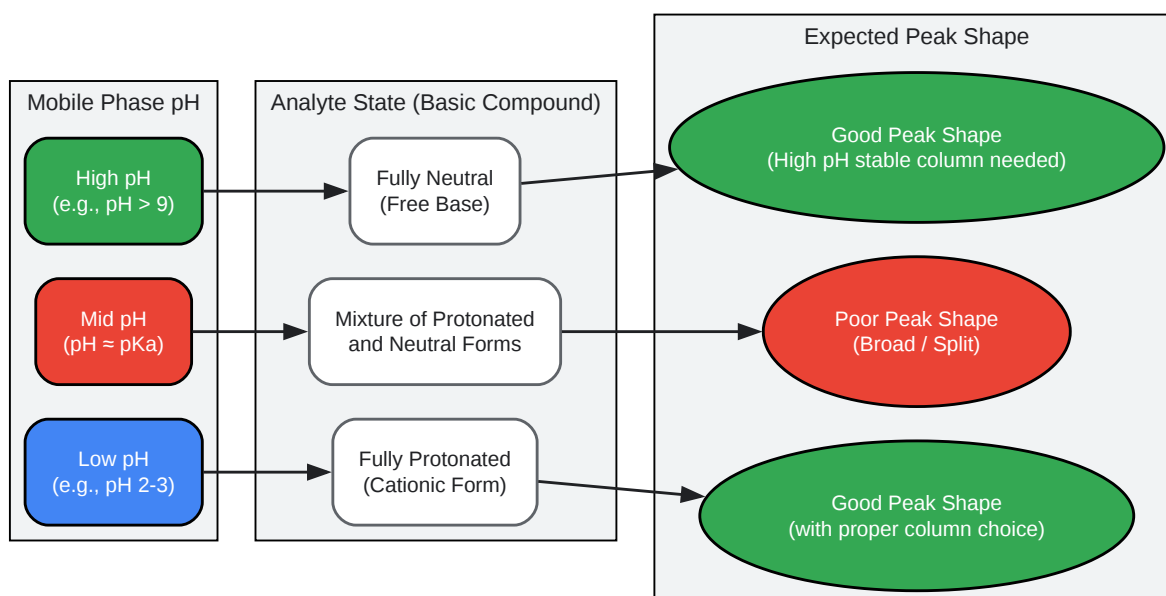 Mobile Phase pH
High pH
(e.g., pH > 9)
Mid pH
(pH ≈ pKa)
Low pH
(e.g., pH 2-3)
Analyte State (Basic Compound)
Fully Neutral
(Free Base)
Mixture of Protonated
and Neutral Forms
Fully Protonated
(Cationic Form)
Expected Peak Shape
Good Peak Shape
(High pH stable column needed)
Poor Peak Shape
(Broad / Split)
Good Peak Shape
(with proper column choice)